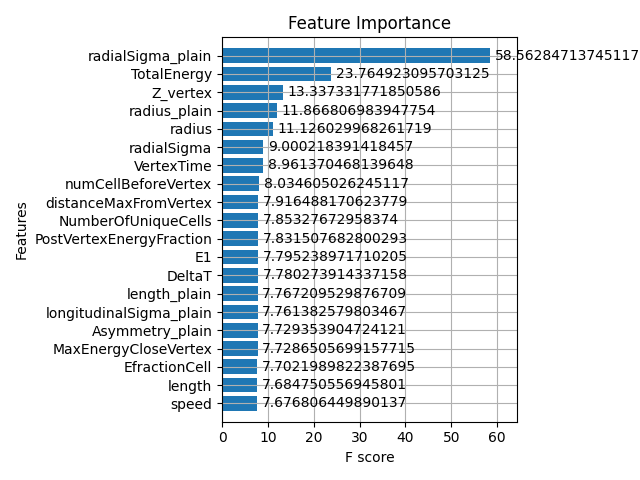 Feature Importance
Features
radialSigma_plain 58.56284713745117
TotalEnergy 23.764923095703125
Z_vertex 13.337331771850586
radius_plain 11.866806983947754
radius 11.126029968261719
radialSigma 9.000218391418457
VertexTime 8.961370468139648
numCellBeforeVertex 8.034605026245117
distanceMaxFromVertex 7.916488170623779
NumberOfUniqueCells 7.85327672958374
PostVertexEnergyFraction 7.831507682800293
E1 7.795238971710205
DeltaT 7.780273914337158
length_plain 7.767209529876709
longitudinalSigma_plain 7.761382579803467
Asymmetry_plain 7.729353904724121
MaxEnergyCloseVertex 7.7286505699157715
EfractionCell 7.7021989822387695
length 7.684750556945801
speed 7.676806449890137
0 10 20 30 40 50 60
F score